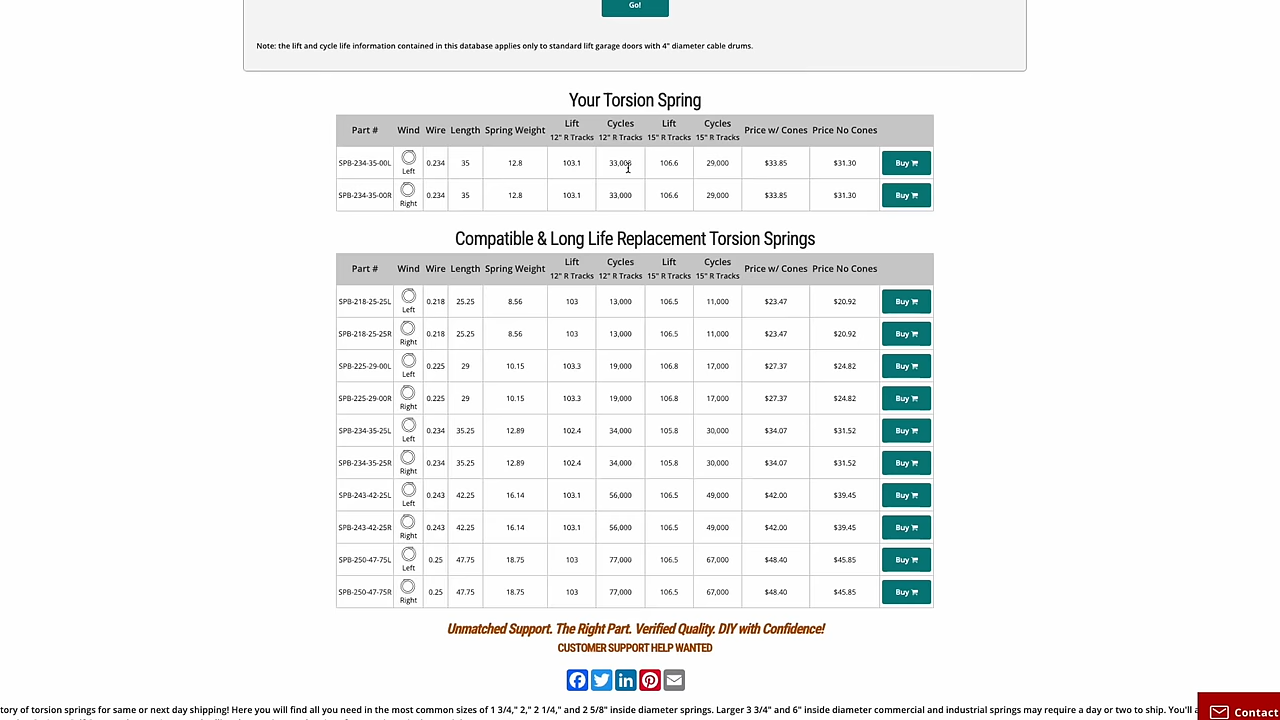 Go!
Note: the lift and cycle life information contained in this database applies only to standard lift garage doors with 4" diameter cable drums.
Your Torsion Spring
Part # Wind Wire Length Spring Weight Lift 12" R Tracks Cycles 12" R Tracks Lift 15" R Tracks Cycles 15" R Tracks Price w/ Cones Price No Cones
SPB-234-35-00L Left 0.234 35 12.8 103.1 33,000 106.6 29,000 $33.85 $31.30 Buy
SPB-234-35-00R Right 0.234 35 12.8 103.1 33,000 106.6 29,000 $33.85 $31.30 Buy
Compatible & Long Life Replacement Torsion Springs
Part # Wind Wire Length Spring Weight Lift 12" R Tracks Cycles 12" R Tracks Lift 15" R Tracks Cycles 15" R Tracks Price w/ Cones Price No Cones
SPB-218-25-25L Left 0.218 25.25 8.56 103 13,000 106.5 11,000 $23.47 $20.92 Buy
SPB-218-25-25R Right 0.218 25.25 8.56 103 13,000 106.5 11,000 $23.47 $20.92 Buy
SPB-225-29-00L Left 0.225 29 10.15 103.3 19,000 106.8 17,000 $27.37 $24.82 Buy
SPB-225-29-00R Right 0.225 29 10.15 103.3 19,000 106.8 17,000 $27.37 $24.82 Buy
SPB-234-35-25L Left 0.234 35.25 12.89 102.4 34,000 105.8 30,000 $34.07 $31.52 Buy
SPB-234-35-25R Right 0.234 35.25 12.89 102.4 34,000 105.8 30,000 $34.07 $31.52 Buy
SPB-243-42-25L Left 0.243 42.25 16.14 103.1 56,000 106.5 49,000 $42.00 $39.45 Buy
SPB-243-42-25R Right 0.243 42.25 16.14 103.1 56,000 106.5 49,000 $42.00 $39.45 Buy
SPB-250-47-75L Left 0.25 47.75 18.75 103 77,000 106.5 67,000 $48.40 $45.85 Buy
SPB-250-47-75R Right 0.25 47.75 18.75 103 77,000 106.5 67,000 $48.40 $45.85 Buy
Unmatched Support. The Right Part. Verified Quality. DIY with Confidence!
CUSTOMER SUPPORT HELP WANTED
tory of torsion springs for same or next day shipping! Here you will find all you need in the most common sizes of 1 3/4," 2," 2 1/4," and 2 5/8" inside diameter springs. Larger 3 3/4" and 6" inside diameter commercial and industrial springs may require a day or two to ship. You'll
Contact